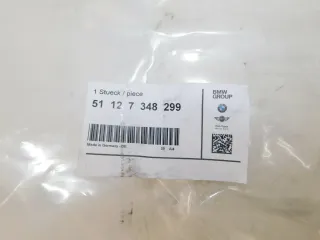 1 Stueck / piece
51 12 7 348 299
BMW
GROUP
Made in Germany